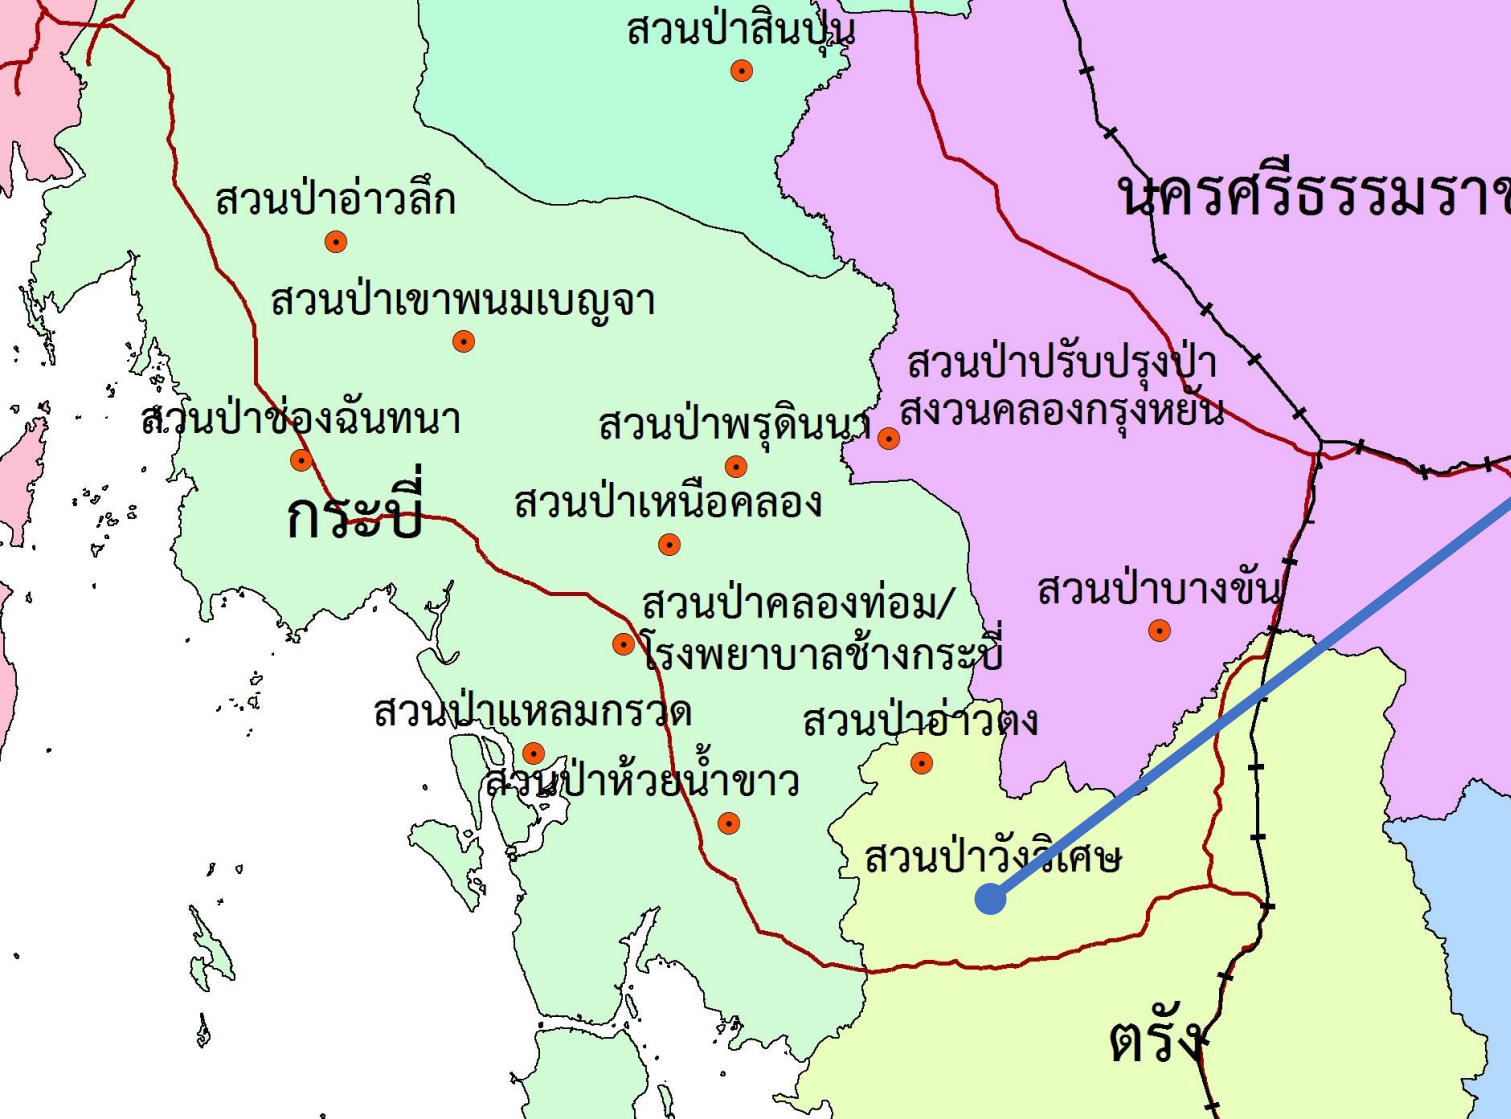 สวนป่าสินปุน
นครศรีธรรมราช
สวนป่าอ่าวลึก
สวนป่าเขาพนมเบญจา
สวนป่าปรับปรุงป่า
สงวนคลองกรุงหยัน
สวนป่าช่องฉันทนา
สวนป่าพรุดินนา
กระบี่
สวนป่าเหนือคลอง
สวนป่าคลองท่อม/
โรงพยาบาลช้างกระบี่
สวนป่าบางขัน
สวนป่าแหลมกรวด
สวนป่าอ่าวตง
สวนป่าห้วยน้ำขาว
สวนป่าวังวิเศษ
ตรัง